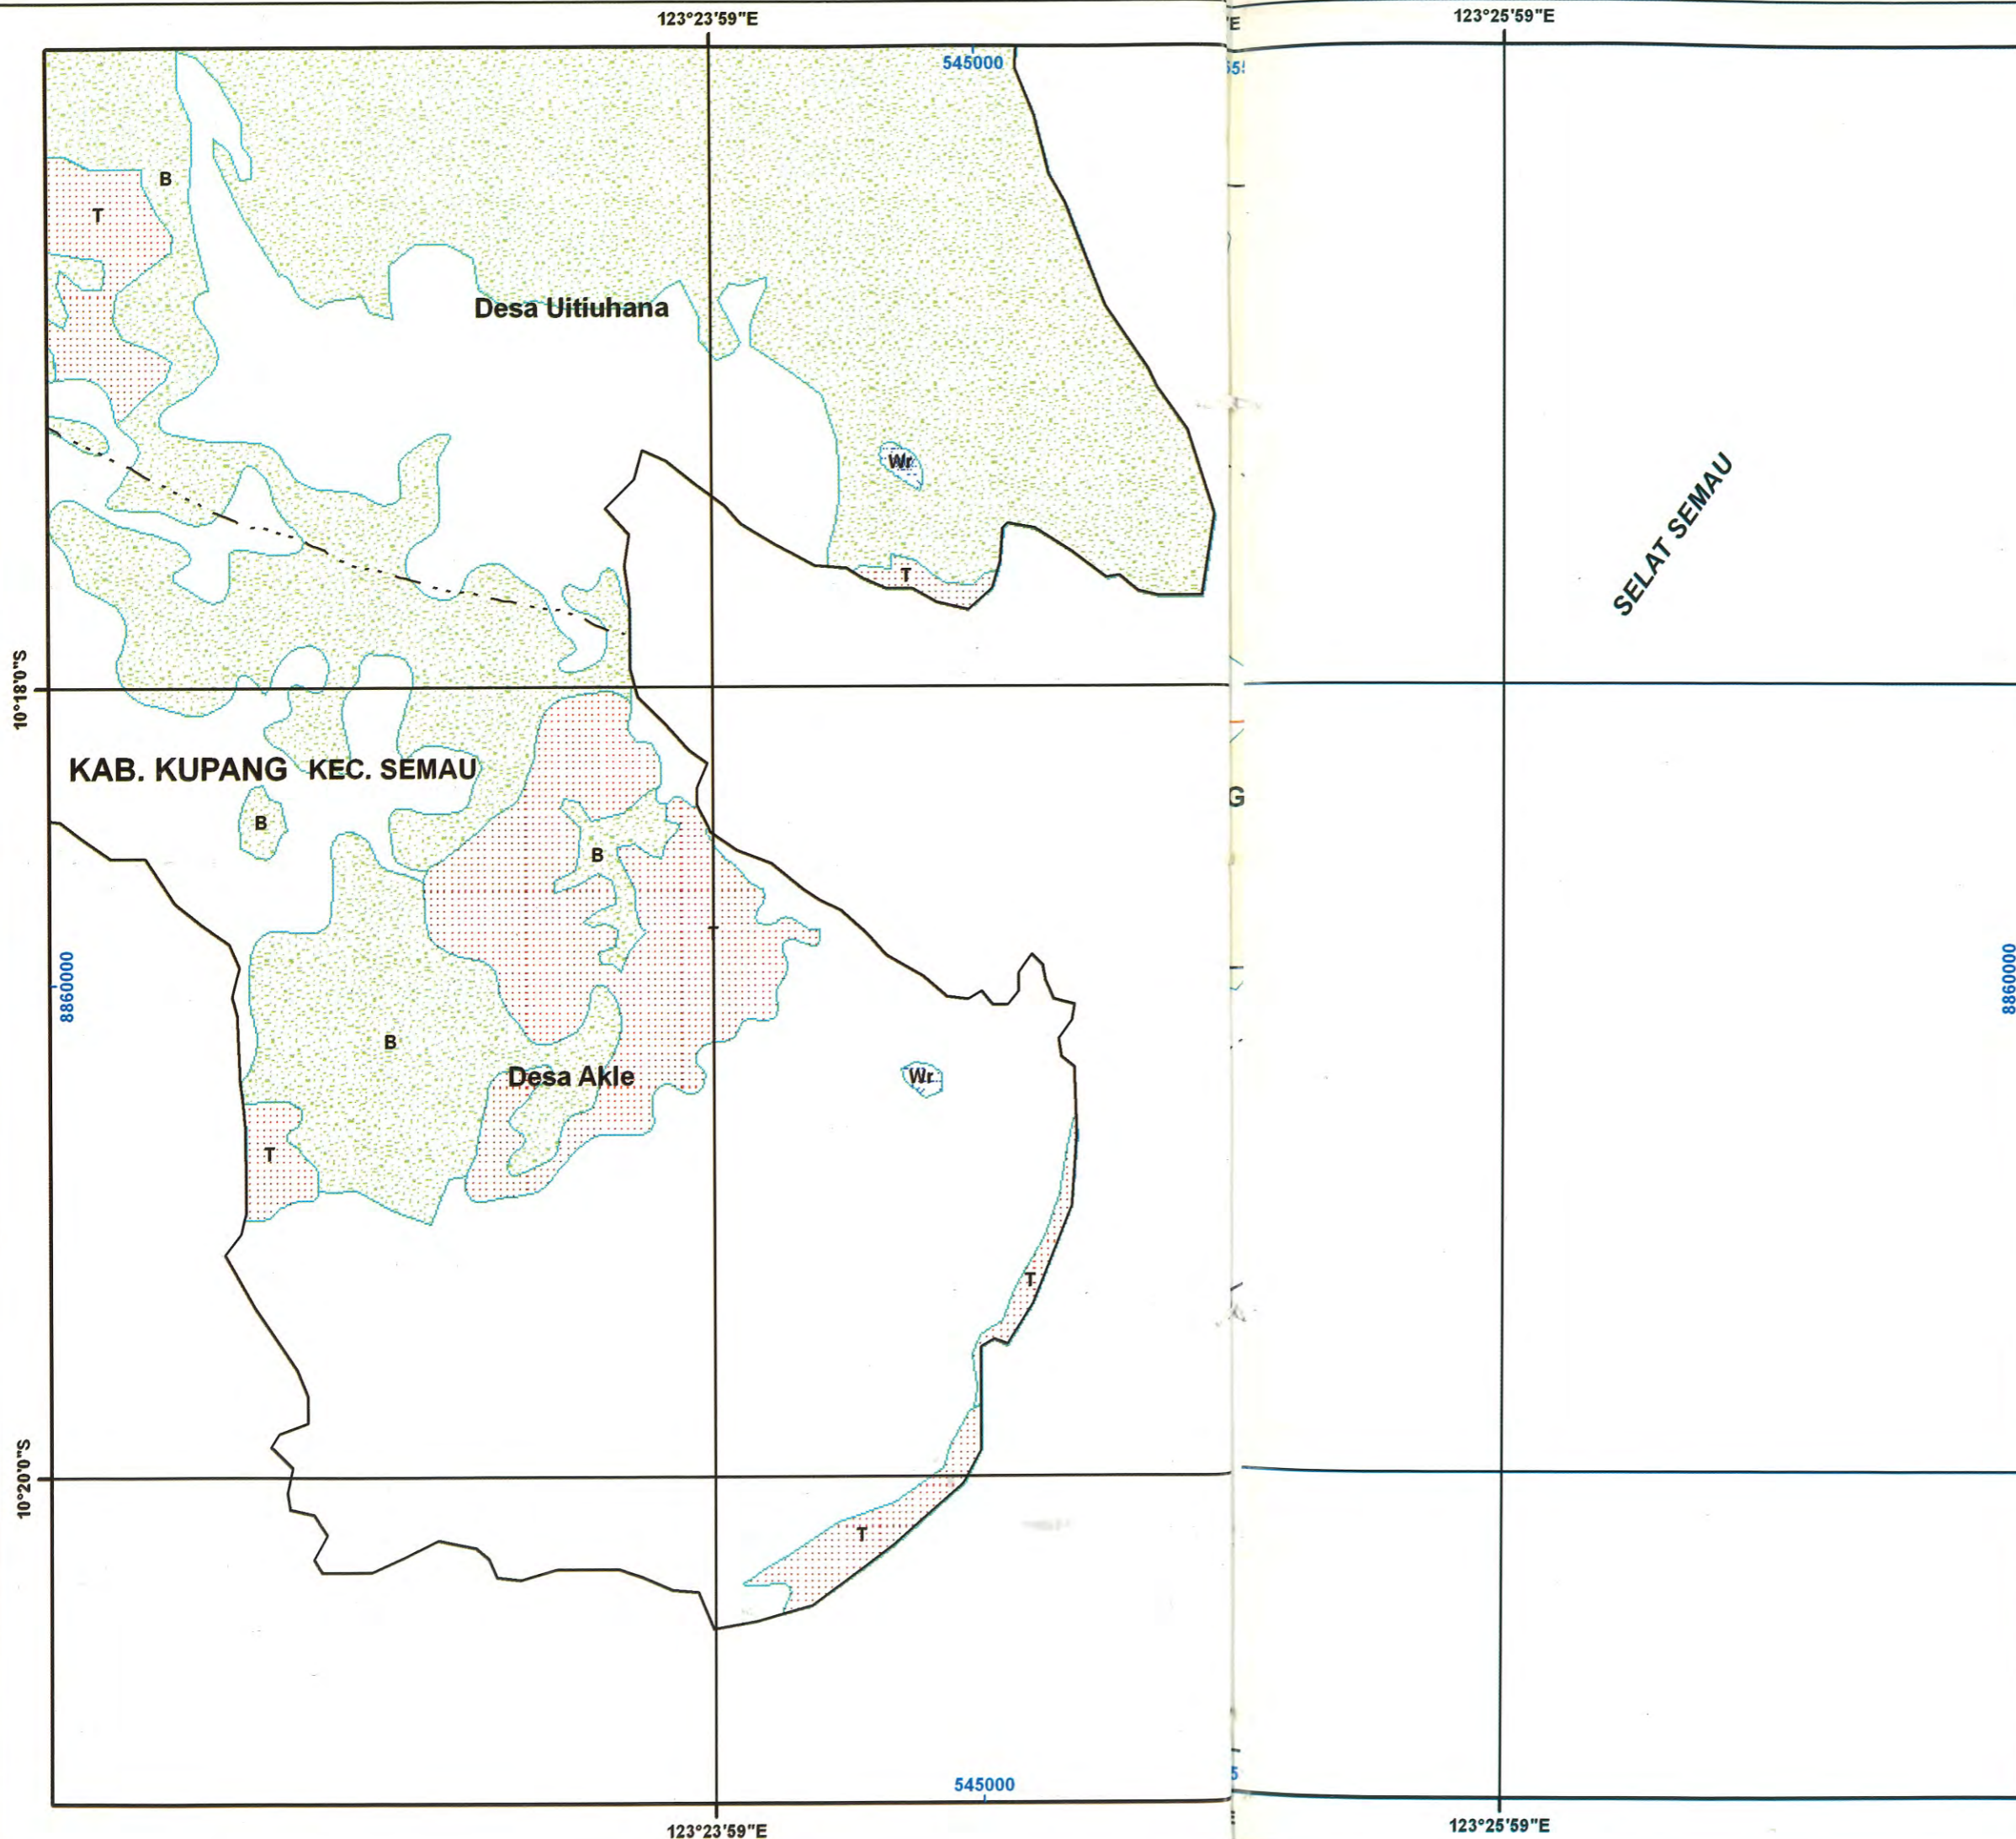 123°23'59"E
123°25'59"E
545000
B
T
Desa Uitiuhana
Wr
SELAT SEMAU
T
10°18'0"S
KAB. KUPANG KEC. SEMAU
G
B
B
T
8860000
8860000
B
Desa Akle
Wr
T
T
10°20'0"S
T
545000
5
123°23'59"E
123°25'59"E